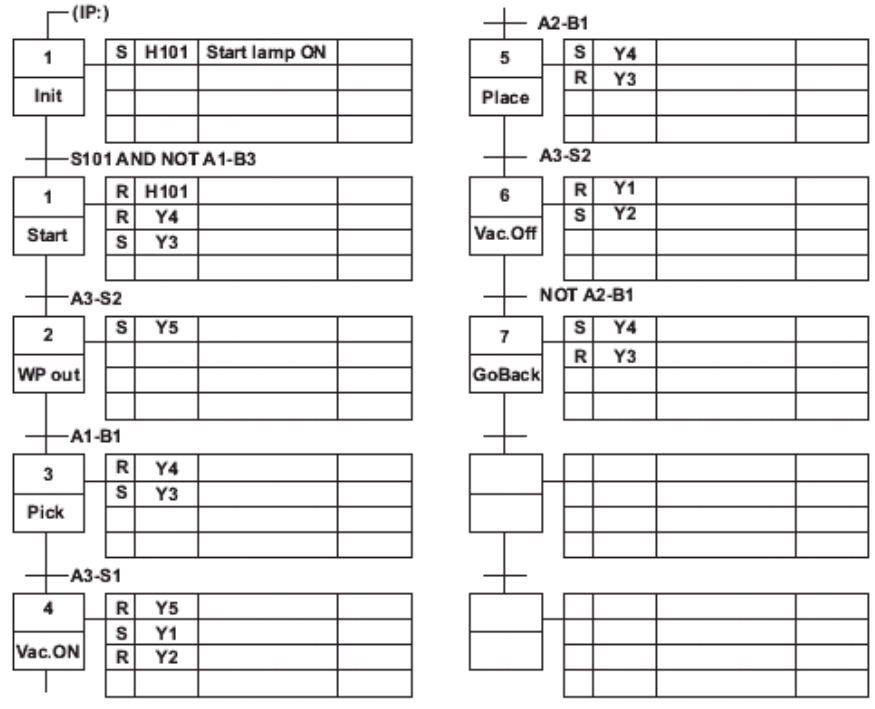 (IP:)
1 S H101 Start lamp ON
Init
S101 AND NOT A1-B3
1 R H101
R Y4
Start
S Y3
A3-S2
2 S Y5
WP out
A1-B1
3 R Y4
S Y3
Pick
A3-S1
4 R Y5
S Y1
Vac.ON
R Y2
A2-B1
5 S Y4
R Y3
Place
A3-S2
6 R Y1
S Y2
Vac.Off
NOT A2-B1
7 S Y4
R Y3
GoBack